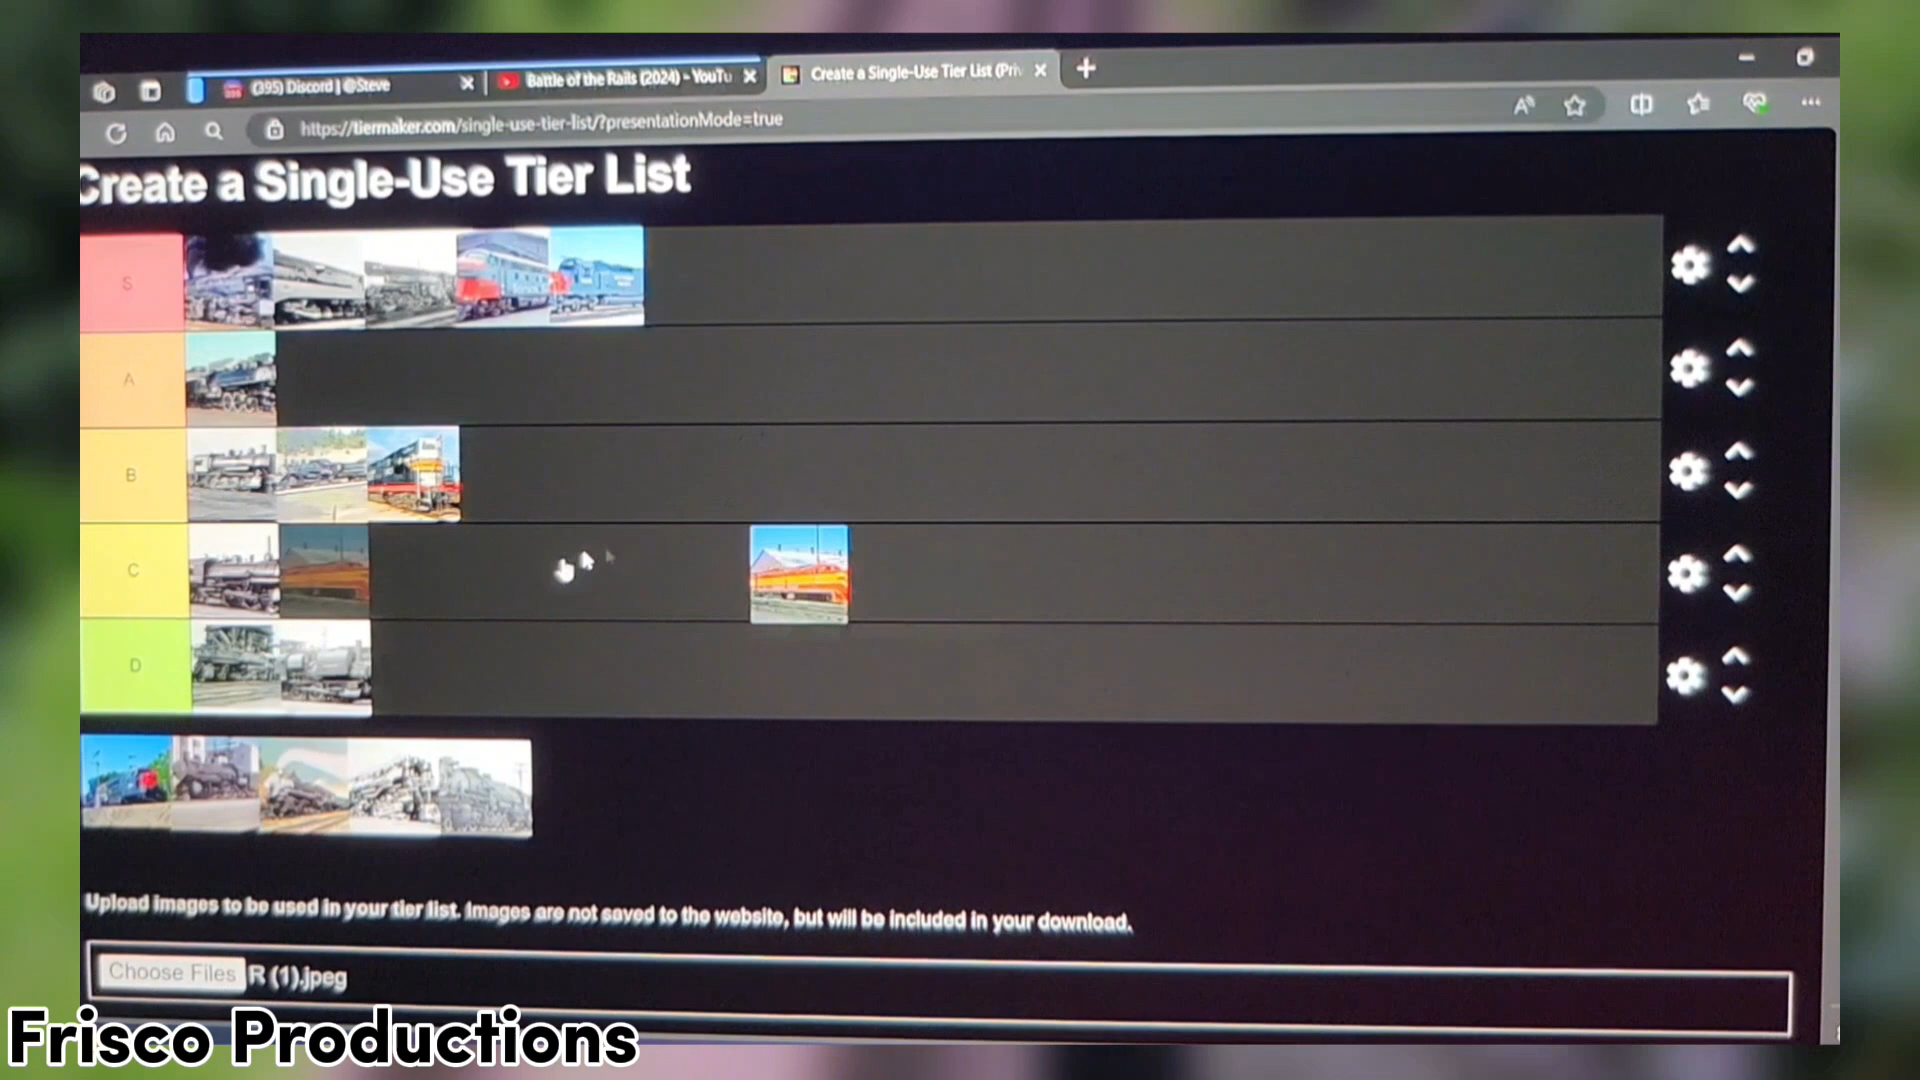 (395) Discord | @Steve
Battle of the Rails (2024) - YouTu
Create a Single-Use Tier List (Priv
https://tiermaker.com/single-use-tier-list/?presentationMode=true
Create a Single-Use Tier List
S
A
B
C
D
Upload images to be used in your tier list. Images are not saved to the website, but will be included in your download.
Choose Files R (1).jpeg
Frisco Productions